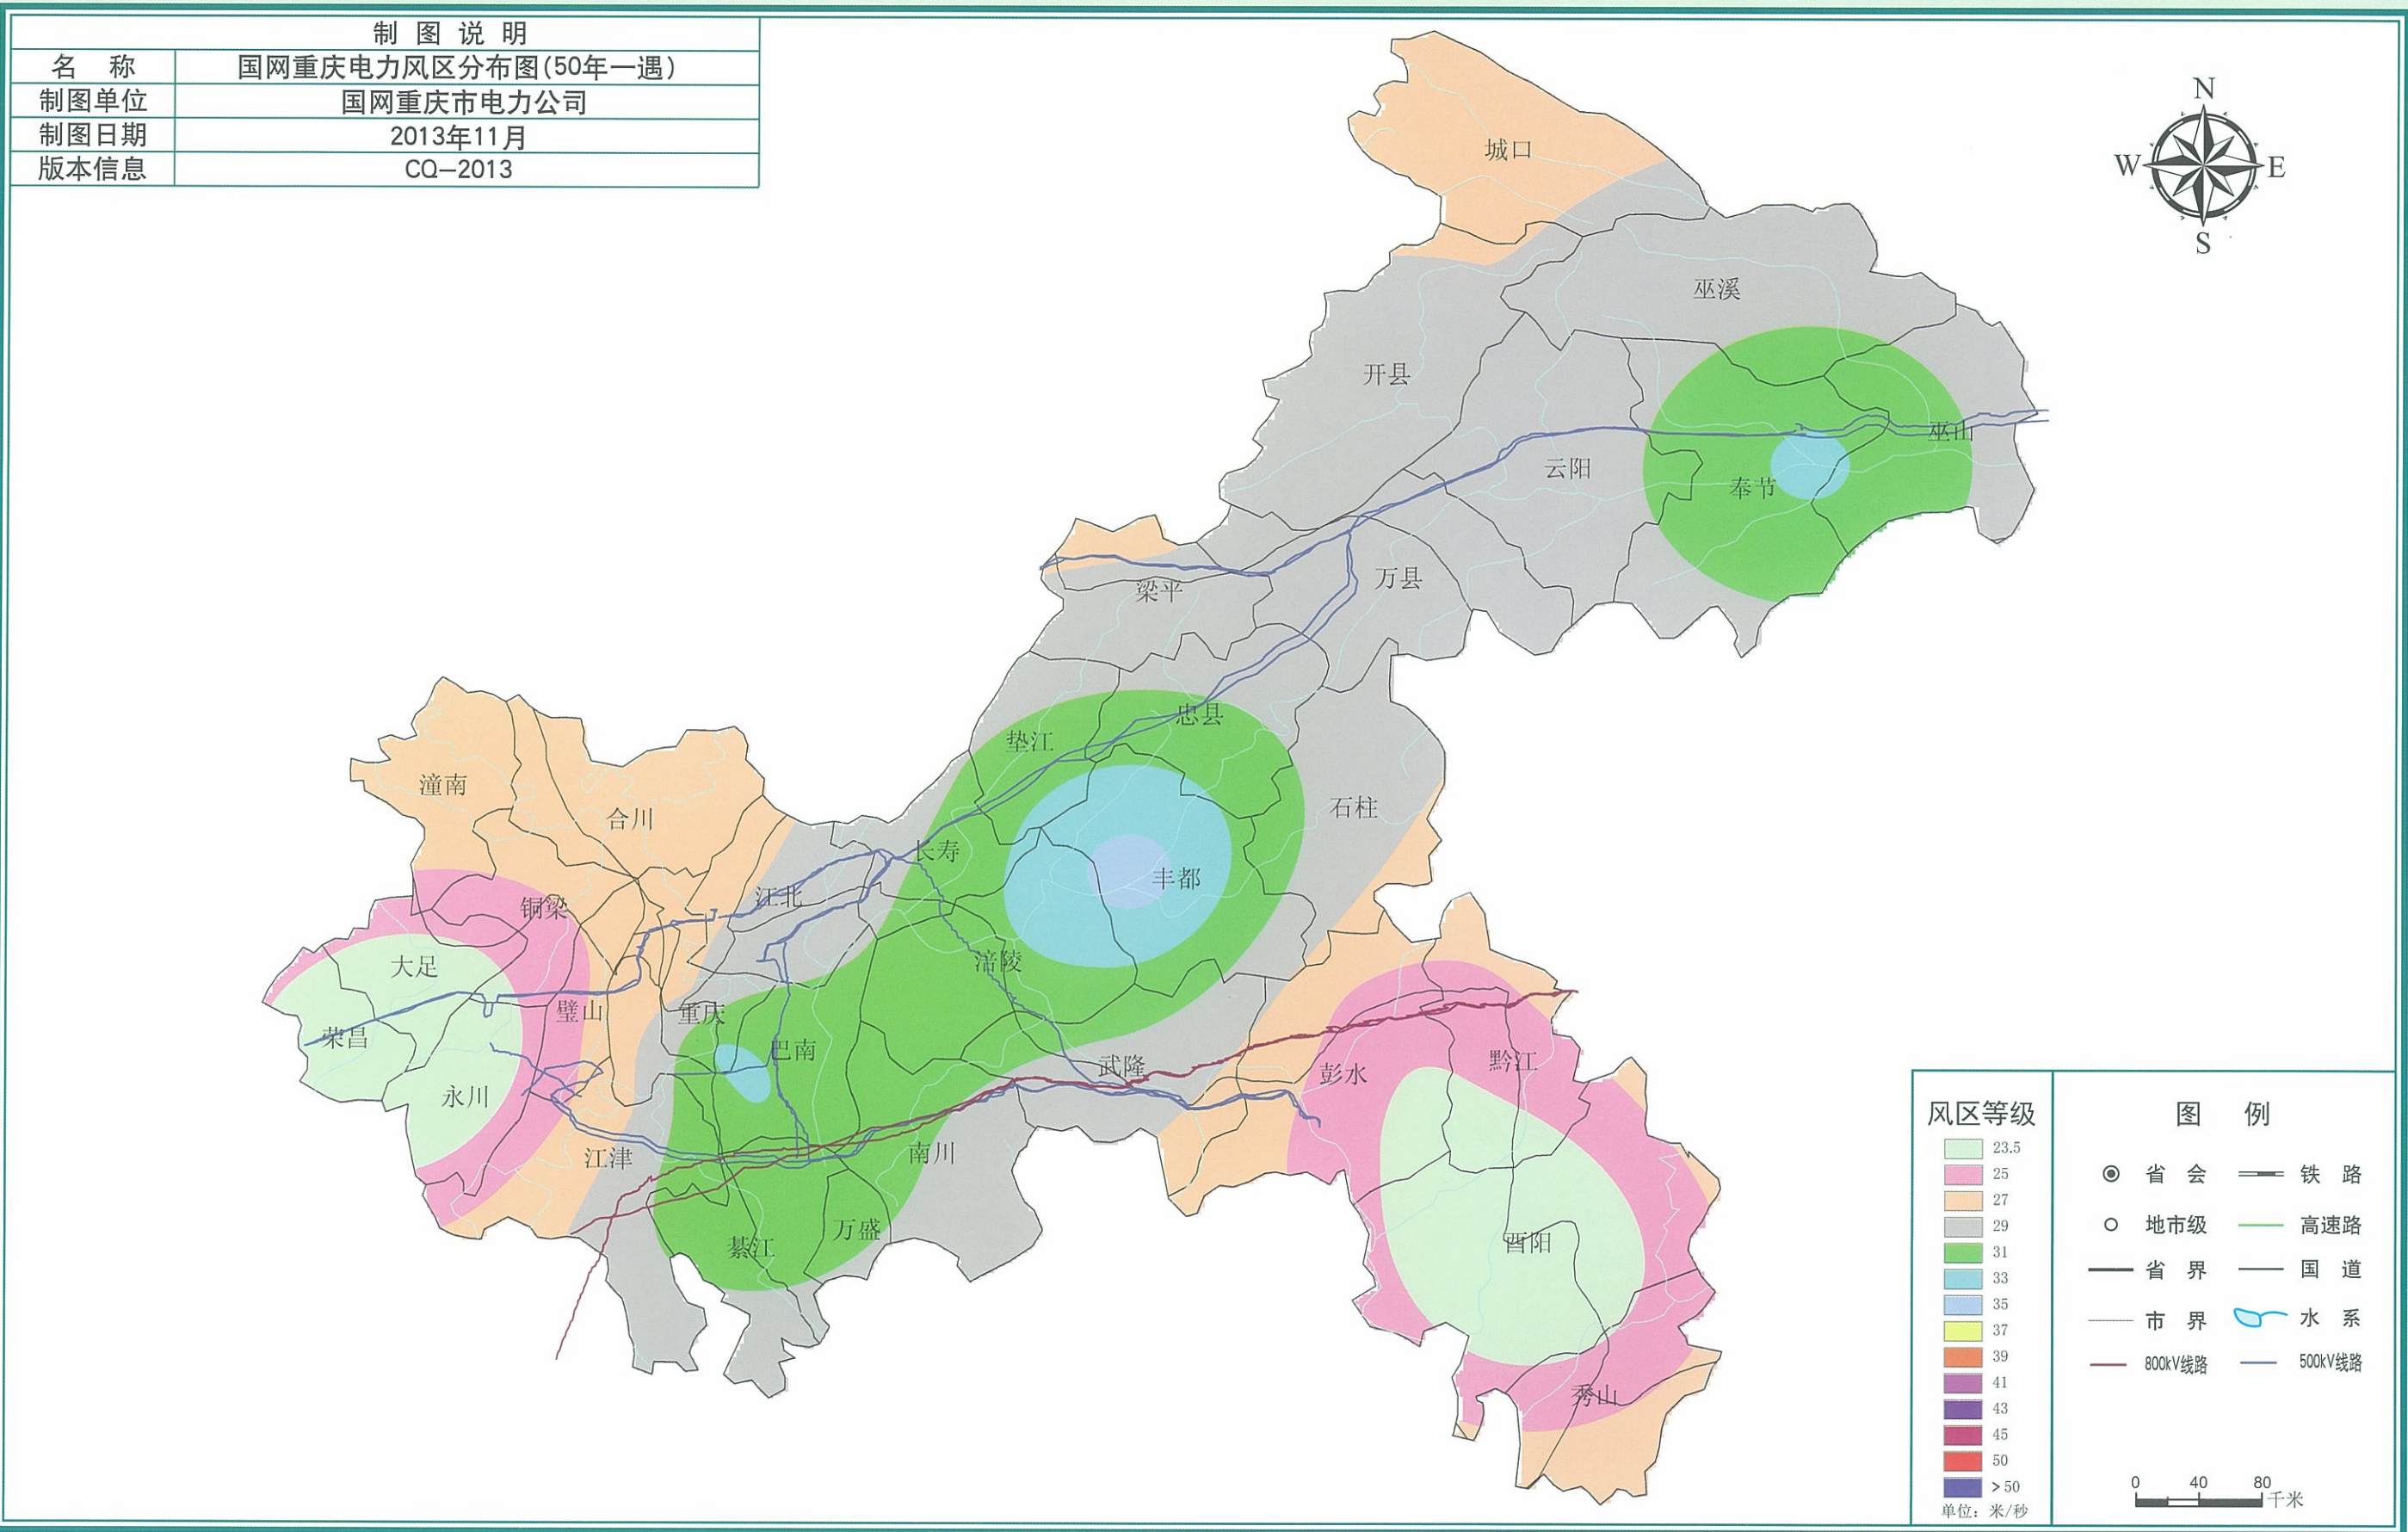 制图说明
名 称 国网重庆电力风区分布图(50年一遇)
制图单位 国网重庆市电力公司
制图日期 2013年11月
版本信息 CQ-2013
N
W E
S
城口
巫溪
开县
巫山
云阳
奉节
万县
梁平
忠县
垫江
潼南
石柱
合川
长寿
丰都
江北
铜梁
涪陵
大足
璧山
重庆
荣昌
巴南
黔江
武隆
彭水
永川
南川
江津
万盛
綦江
酉阳
秀山
风区等级
23.5
25
27
29
31
33
35
37
39
41
43
45
50
>50
单位: 米/秒
图 例
省 会 铁 路
地市级 高速路
省 界 国 道
市 界 水 系
800kV线路 500kV线路
0 40 80
千米